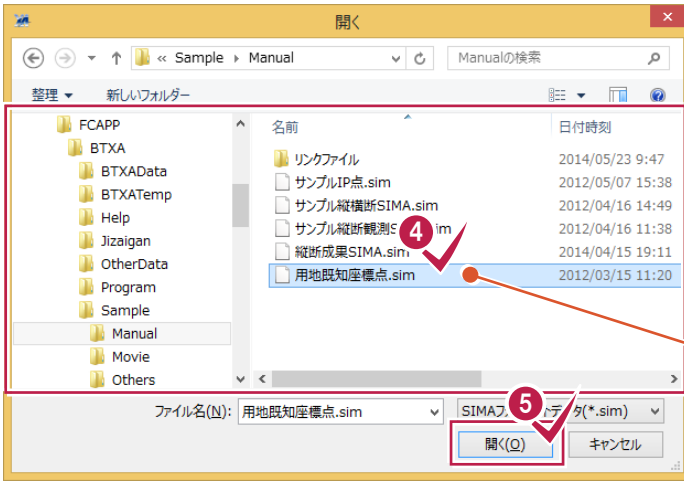 開く
« Sample ▸ Manual
Manualの検索
整理 ▼ 新しいフォルダー
FCAPP
BTXA
BTXAData
BTXATemp
Help
Jizaigan
OtherData
Program
Sample
Manual
Movie
Others
名前 日付時刻
リンクファイル 2014/05/23 9:47
サンプルIP点.sim 2012/05/07 15:38
サンプル縦横断SIMA.sim 2012/04/16 14:49
サンプル縦断観測S im 2012/04/16 11:38
縦断成果SIMA.sim 2014/04/15 19:11
用地既知座標点.sim 2012/03/15 11:20
4
ファイル名(N): 用地既知座標点.sim
SIMAフ データ(*.sim)
5
開く(O) キャンセル